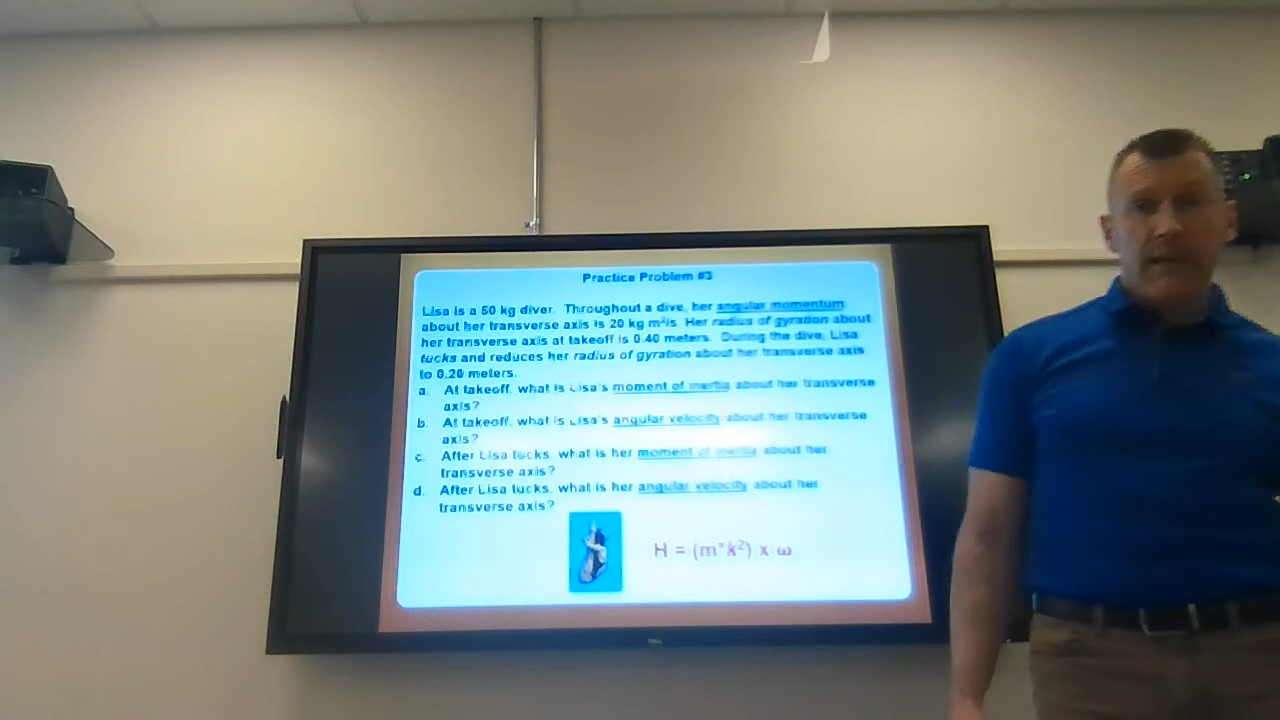 Practice Problem #3
Lisa is a 50 kg diver. Throughout a dive, her angular momentum
about her transverse axis is 20 kg m²/s. Her radius of gyration about
her transverse axis at takeoff is 0.40 meters. During the dive, Lisa
tucks and reduces her radius of gyration about her transverse axis
to 0.20 meters.
a. At takeoff, what is Lisa's moment of inertia about her transverse
axis?
b. At takeoff, what is Lisa's angular velocity about her transverse
axis?
c. After Lisa tucks, what is her moment of inertia about her
transverse axis?
d. After Lisa tucks, what is her angular velocity about her
transverse axis?
H = (m*k²) x ω